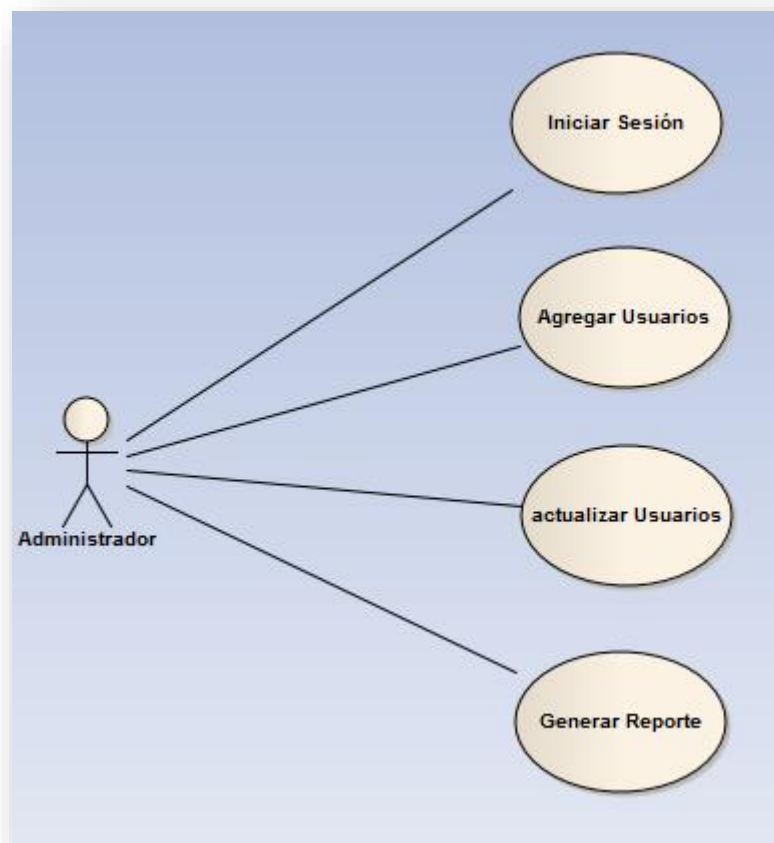 Iniciar Sesión
Agregar Usuarios
actualizar Usuarios
Administrador
Generar Reporte